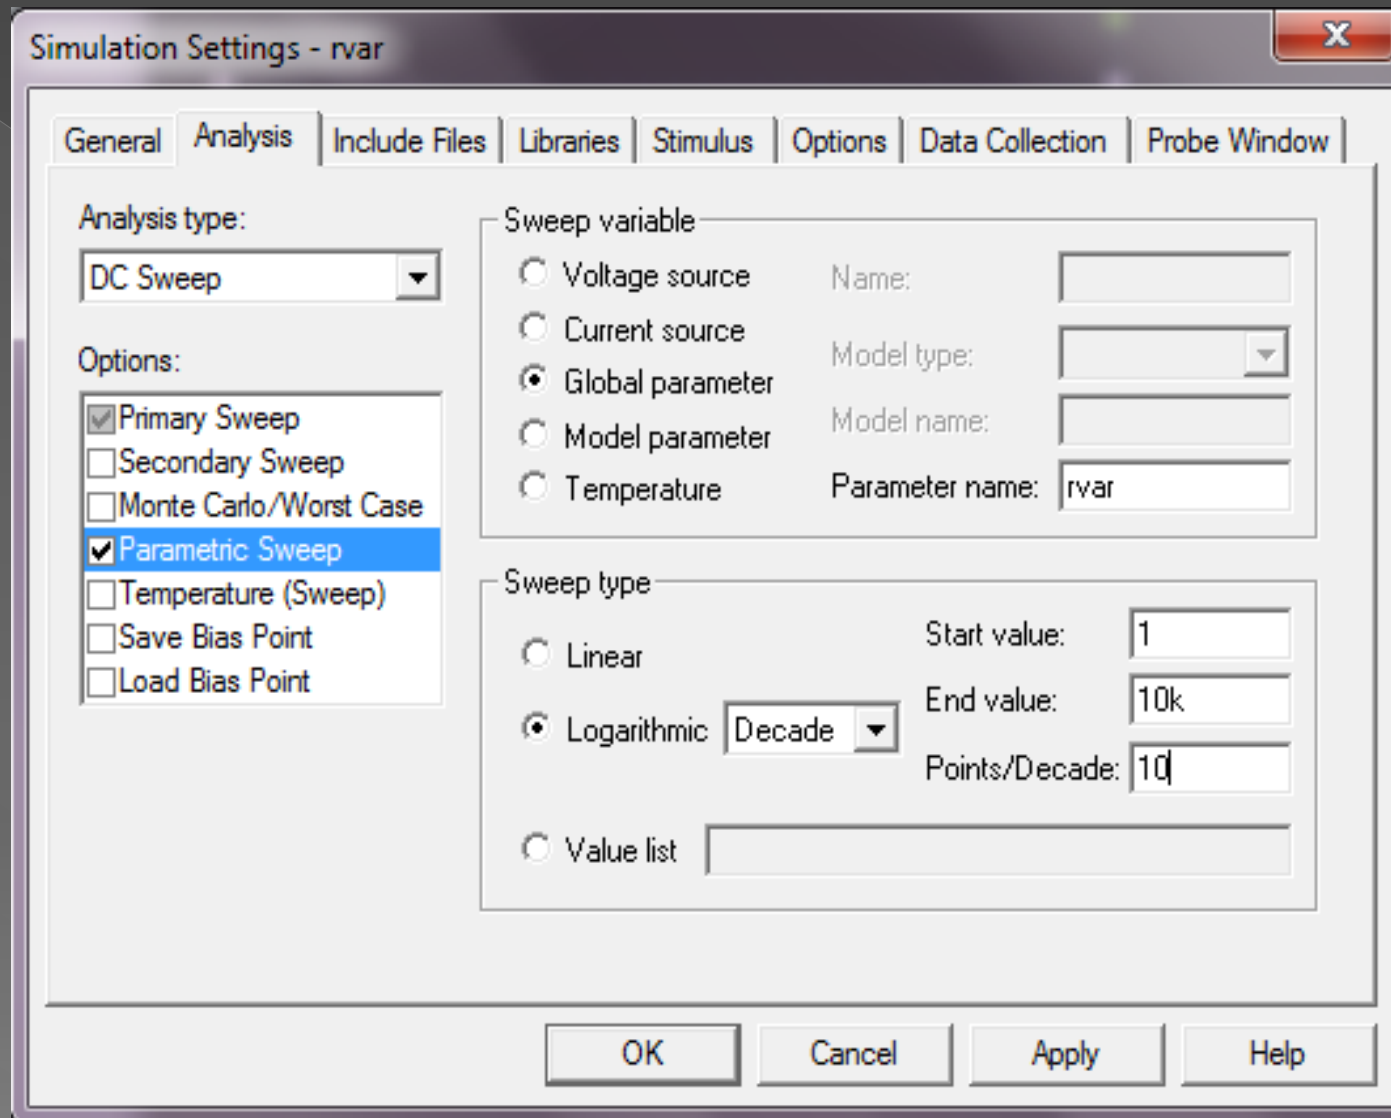 Simulation Settings - rvar
x
General Analysis Include Files Libraries Stimulus Options Data Collection Probe Window
Analysis type:
DC Sweep
Options:
Primary Sweep
Secondary Sweep
Monte Carlo/Worst Case
Parametric Sweep
Temperature (Sweep)
Save Bias Point
Load Bias Point
Sweep variable
Voltage source
Current source
Global parameter
Model parameter
Temperature
Name:
Model type:
Model name:
Parameter name: rvar
Sweep type
Linear
Logarithmic Decade
Value list
Start value: 1
End value: 10k
Points/Decade: 10
OK Cancel Apply Help